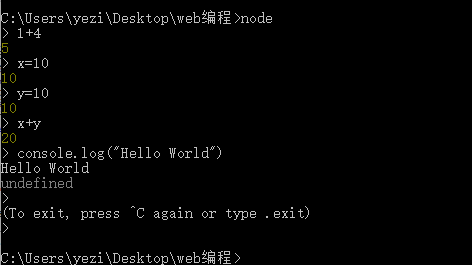 C:\Users\yezi\Desktop\web编程>node
> 1+4
5
> x=10
10
> y=10
10
> x+y
20
> console.log("Hello World")
Hello World
undefined
>
(To exit, press ^C again or type .exit)
>
C:\Users\yezi\Desktop\web编程>